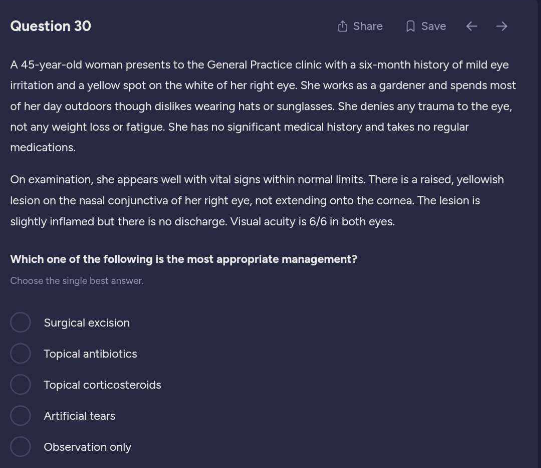 Question 30
Share
Save
A 45-year-old woman presents to the General Practice clinic with a six-month history of mild eye
irritation and a yellow spot on the white of her right eye. She works as a gardener and spends most
of her day outdoors though dislikes wearing hats or sunglasses. She denies any trauma to the eye,
not any weight loss or fatigue. She has no significant medical history and takes no regular
medications.
On examination, she appears well with vital signs within normal limits. There is a raised, yellowish
lesion on the nasal conjunctiva of her right eye, not extending onto the cornea. The lesion is
slightly inflamed but there is no discharge. Visual acuity is 6/6 in both eyes.
Which one of the following is the most appropriate management?
Choose the single best answer.
Surgical excision
Topical antibiotics
Topical corticosteroids
Artificial tears
Observation only